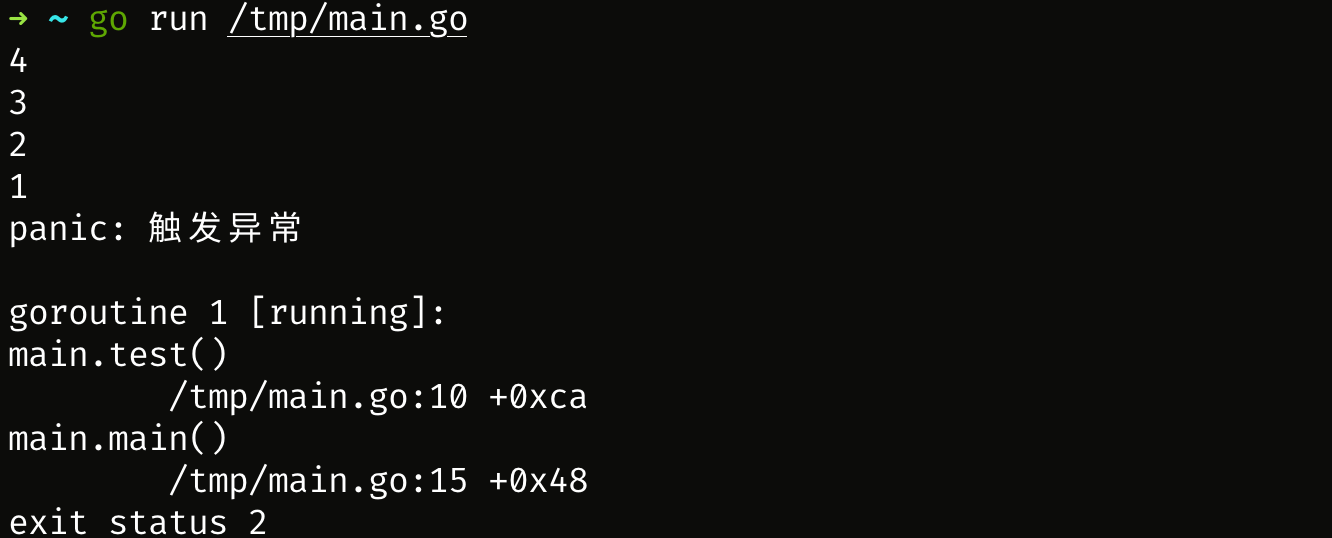 → ~ go run /tmp/main.go
4
3
2
1
panic: 触发异常
goroutine 1 [running]:
main.test()
/tmp/main.go:10 +0xca
main.main()
/tmp/main.go:15 +0x48
exit status 2